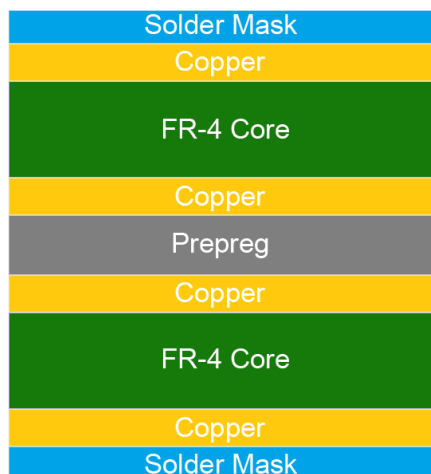 Solder Mask
Copper
FR-4 Core
Copper
Prepreg
Copper
FR-4 Core
Copper
Solder Mask